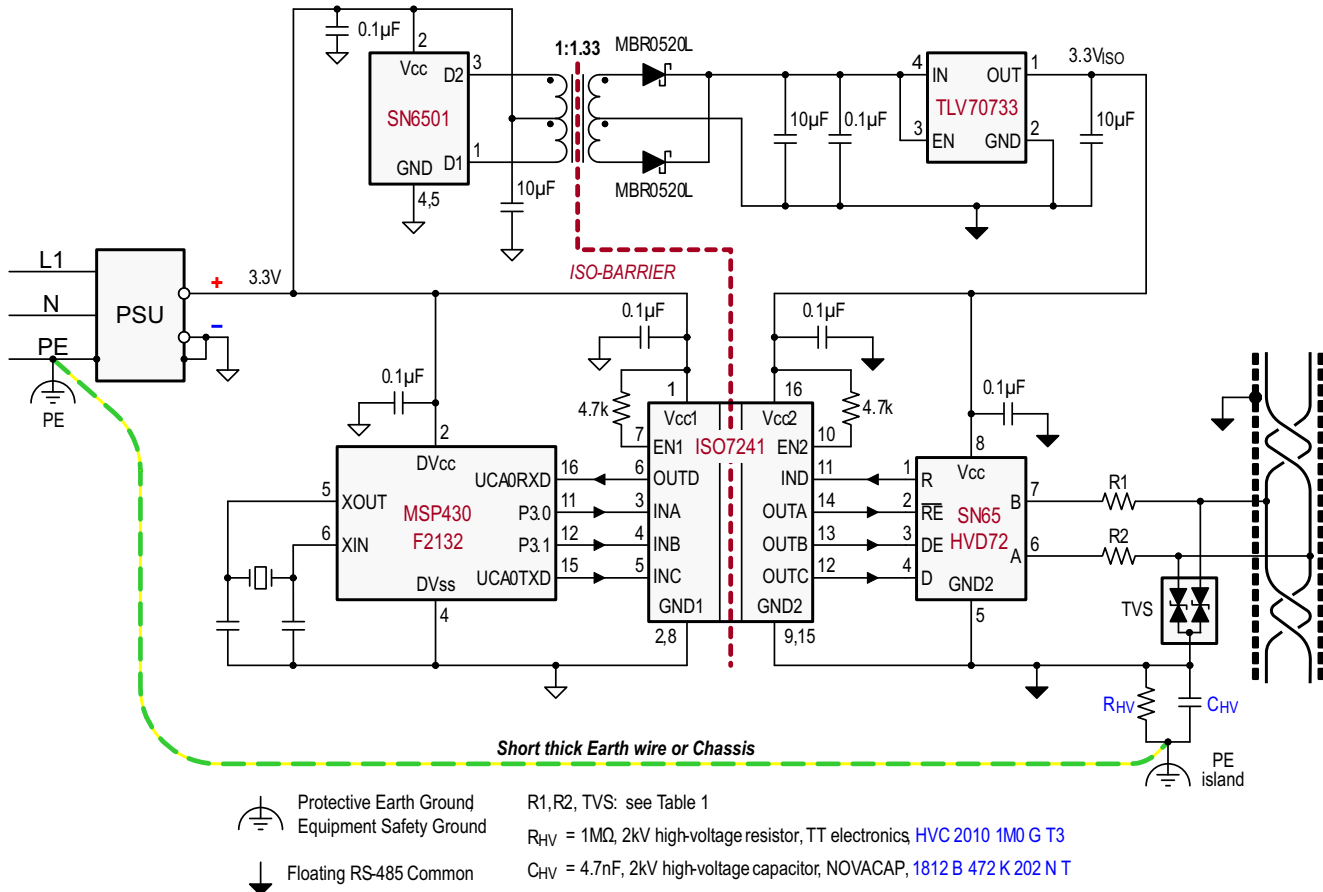 0.1µF
2
Vcc
D2
3
SN6501
D1
1
GND
4,5
10µF
1:1.33
MBR0520L
MBR0520L
10µF
0.1µF
4
IN
OUT
1
TLV70733
3
EN
GND
2
3.3VISO
10µF
ISO-BARRIER
L1
N
PE
PSU
+
−
3.3V
PE
0.1µF
2
DVcc
5
XOUT
6
XIN
MSP430
F2132
UCA0RXD
16
P3.0
11
P3.1
12
UCA0TXD
15
DVss
4
0.1µF
4.7k
1
Vcc1
7
EN1
6
OUTD
3
INA
4
INB
5
INC
GND1
2,8
ISO7241
0.1µF
4.7k
16
Vcc2
EN2
10
IND
11
OUTA
14
OUTB
13
OUTC
12
GND2
9,15
0.1µF
8
Vcc
1
R
2
RE
3
DE
4
D
SN65
HVD72
B
7
A
6
GND2
5
R1
R2
TVS
RHV
CHV
PE
island
Short thick Earth wire or Chassis
Protective Earth Ground
Equipment Safety Ground
Floating RS-485 Common
R1,R2, TVS: see Table 1
RHV = 1MΩ, 2kV high-voltage resistor, TT electronics, HVC 2010 1M0 G T3
CHV = 4.7nF, 2kV high-voltage capacitor, NOVACAP, 1812 B 472 K 202 N T